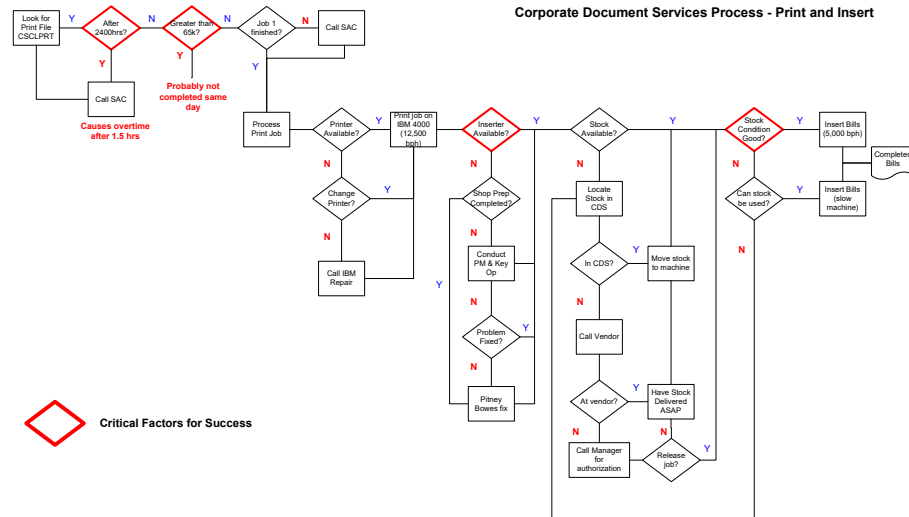 Corporate Document Services Process - Print and Insert
Look for
Print File
CSCLPRT
Y
After
2400hrs?
N
Greater than
65k?
N
Job 1
finished?
N
Call SAC
Y
Y
Y
Call SAC
Probably not
completed same
day
Causes overtime
after 1.5 hrs
Process
Print Job
Printer
Available?
Y
Print job on
IBM 4000
(12,500
bph)
Inserter
Available?
Y
Stock
Available?
Y
Stock
Condition
Good?
Y
Insert Bills
(5,000 bph)
Completed
Bills
N
N
N
N
Change
Printer?
Y
Shop Prep
Completed?
Locate
Stock in
CDS
Can stock
be used?
Y
Insert Bills
(slow
machine)
N
N
N
Call IBM
Repair
Y
Conduct
PM & Key
Op
In CDS?
Y
Move stock
to machine
N
N
Problem
Fixed?
Y
Call Vendor
N
N
Pitney
Bowes fix
At vendor?
Y
Have Stock
Delivered
ASAP
N
N
Y
Call Manager
for
authorization
Release
job?
Critical Factors for Success